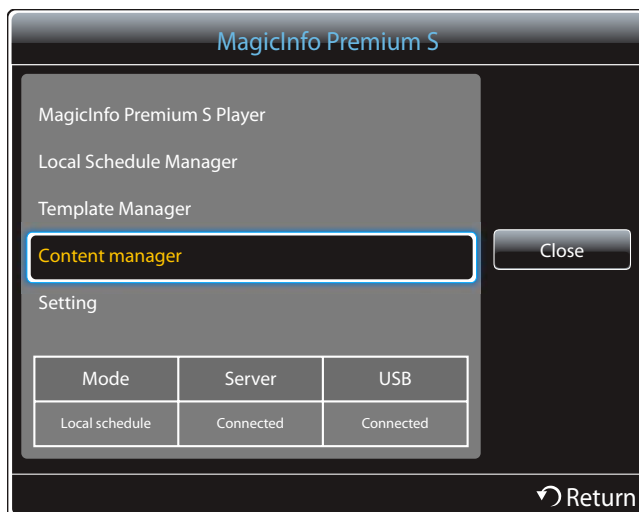 MagicInfo Premium S
MagicInfo Premium S Player
Local Schedule Manager
Template Manager
Content manager
Close
Setting
Mode Server USB
Local schedule Connected Connected
Return